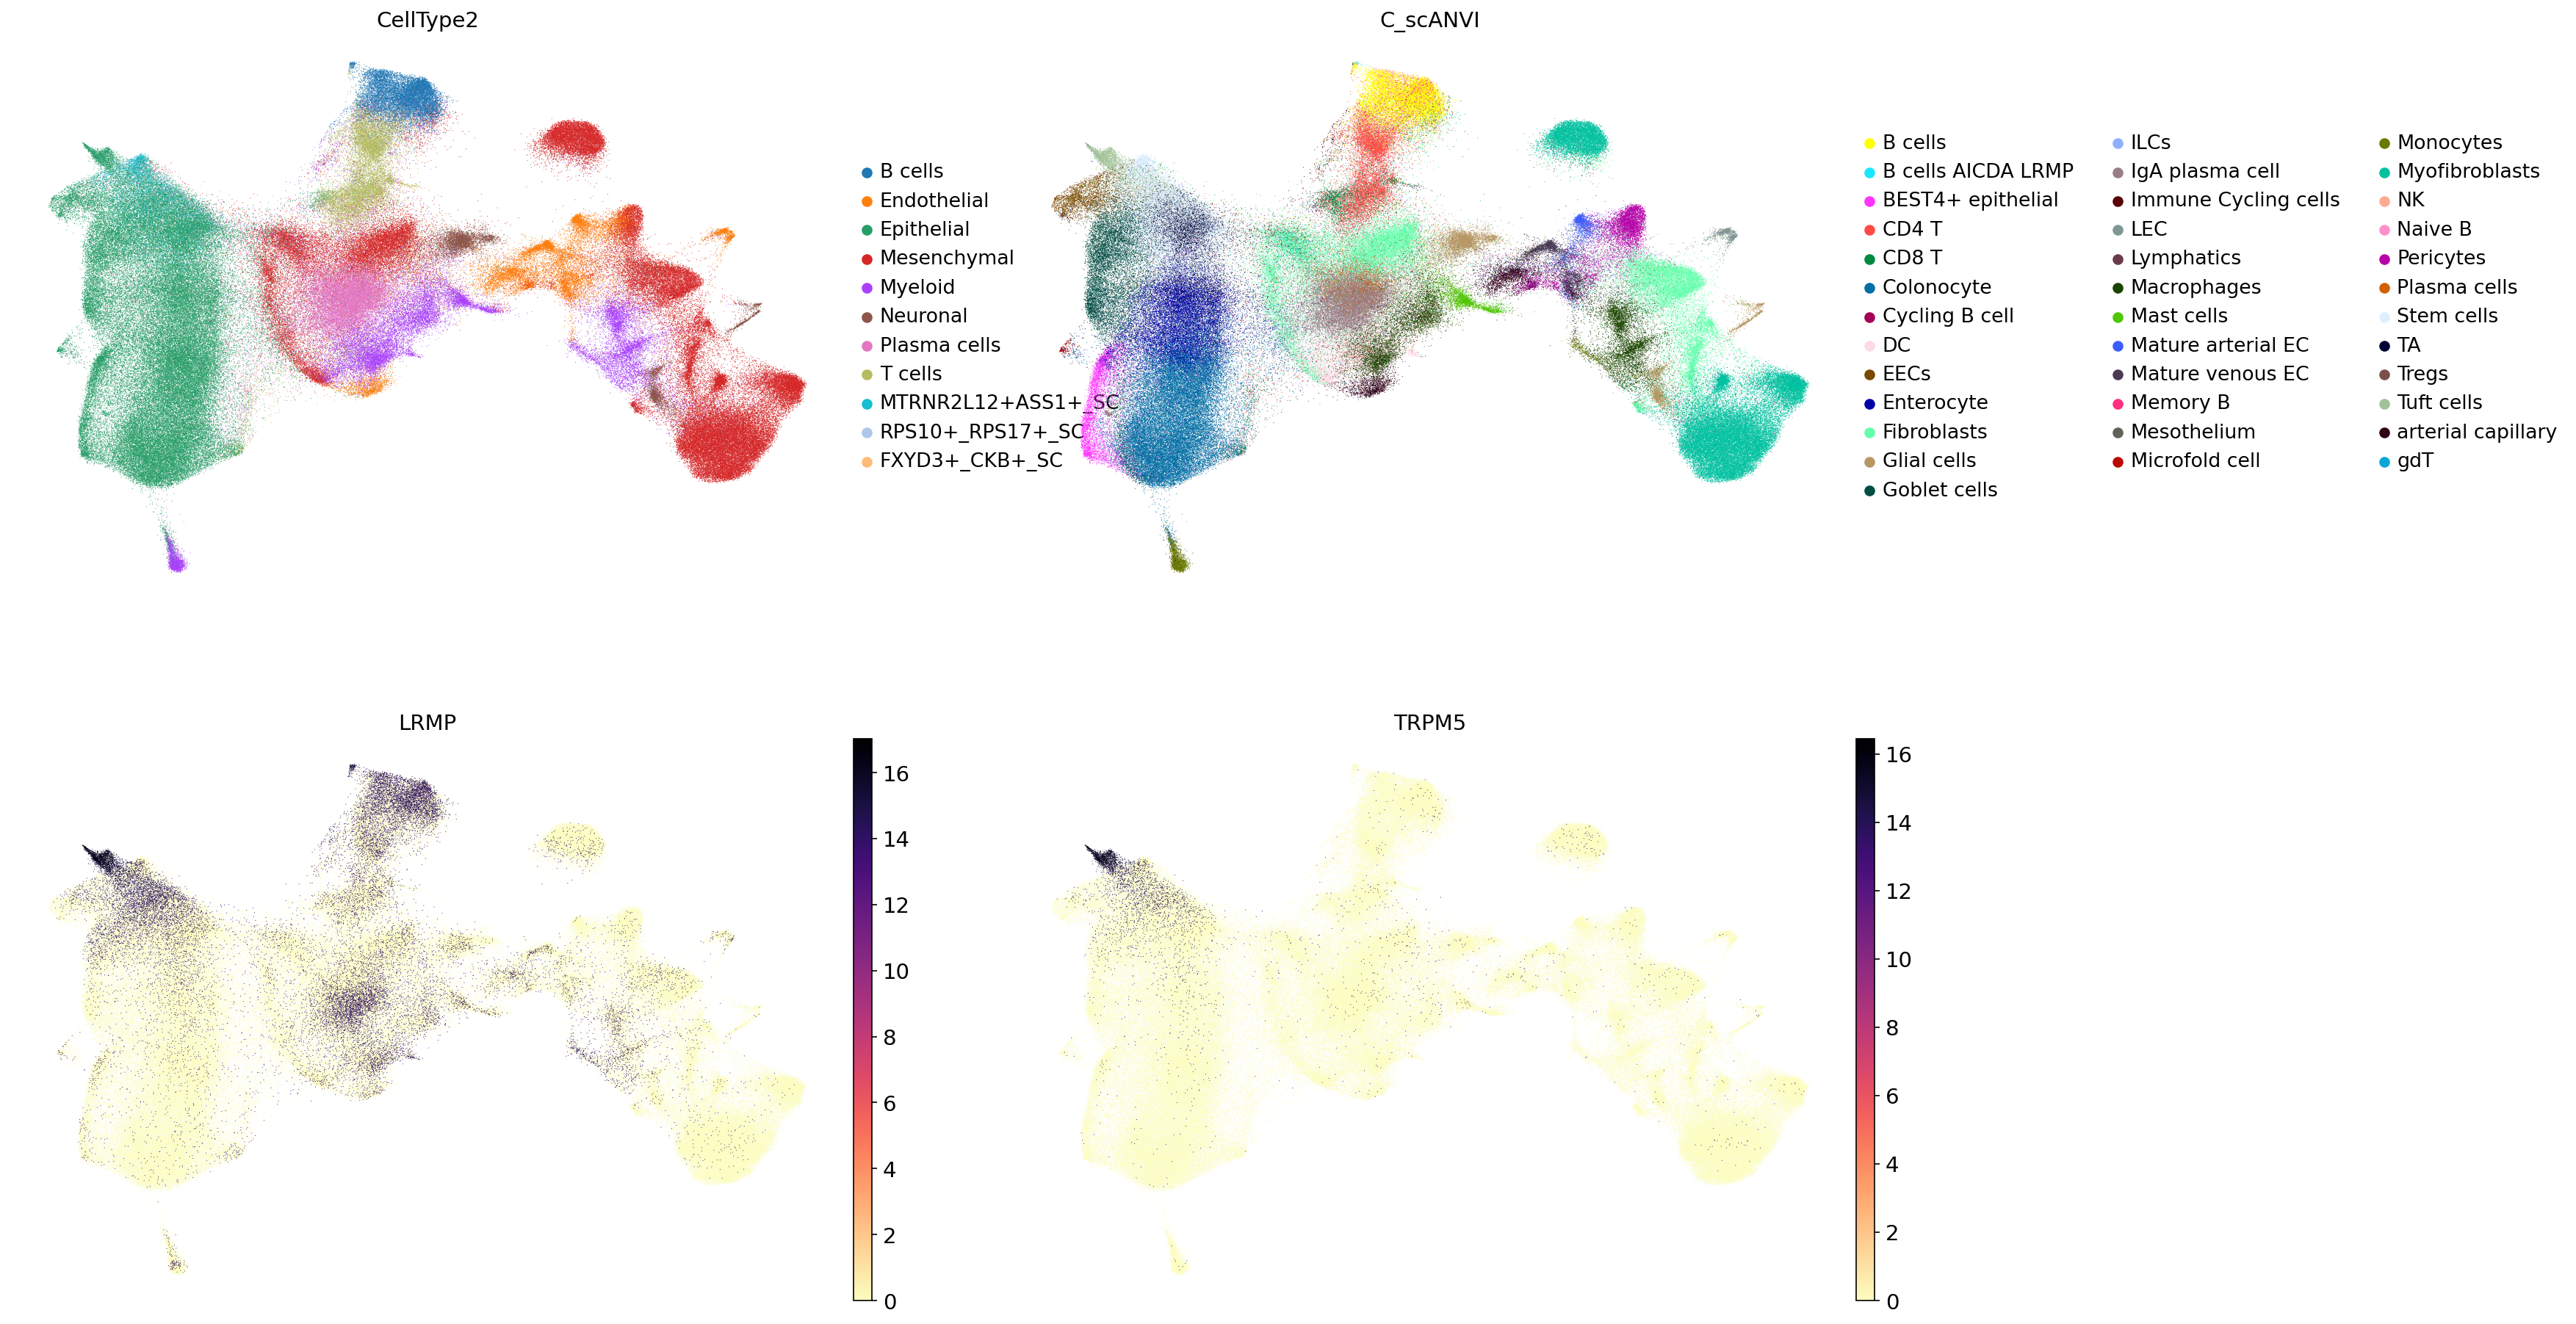 CellType2
B cells
Endothelial
Epithelial
Mesenchymal
Myeloid
Neuronal
Plasma cells
T cells
MTRNR2L12+ASS1+_SC
RPS10+_RPS17+_SC
FXYD3+_CKB+_SC
C_scANVI
B cells
B cells AICDA LRMP
BEST4+ epithelial
CD4 T
CD8 T
Colonocyte
Cycling B cell
DC
EECs
Enterocyte
Fibroblasts
Glial cells
Goblet cells
ILCs
IgA plasma cell
Immune Cycling cells
LEC
Lymphatics
Macrophages
Mast cells
Mature arterial EC
Mature venous EC
Memory B
Mesothelium
Microfold cell
Monocytes
Myofibroblasts
NK
Naive B
Pericytes
Plasma cells
Stem cells
TA
Tregs
Tuft cells
arterial capillary
gdT
LRMP
16
14
12
10
8
6
4
2
0
TRPM5
16
14
12
10
8
6
4
2
0